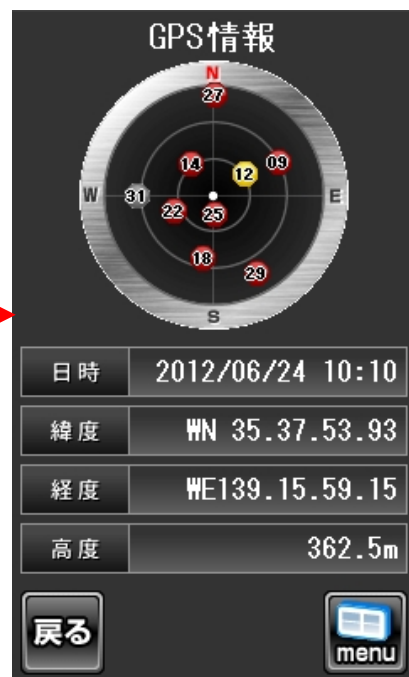 GPS情報
N
27
14
12
09
W
31
E
22
25
18
29
S
日時 2012/06/24 10:10
緯度 ₩N 35.37.53.93
経度 ₩E139.15.59.15
高度 362.5m
戻る
menu